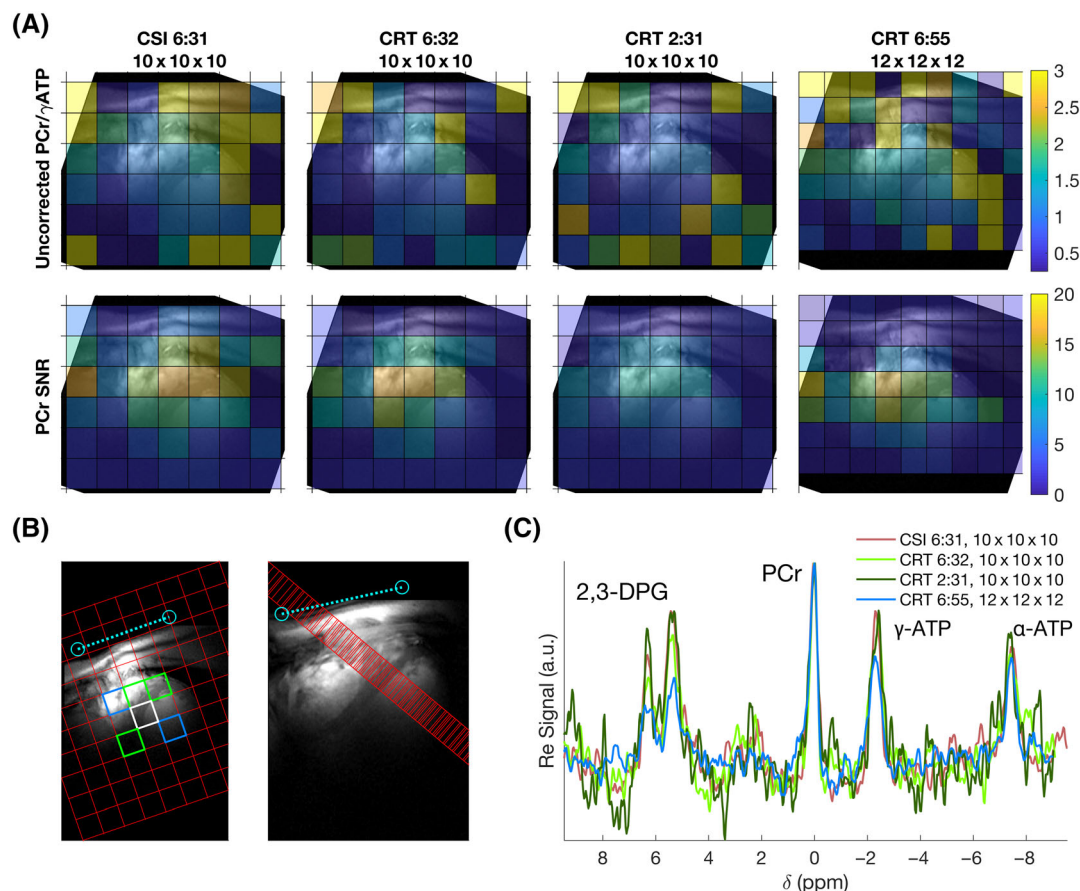 (A)
CSI 6:31
10 x 10 x 10
CRT 6:32
10 x 10 x 10
CRT 2:31
10 x 10 x 10
CRT 6:55
12 x 12 x 12
Uncorrected PCr/γATP
3
2.5
2
1.5
1
0.5
PCr SNR
20
15
10
5
0
(B)
(C)
CSI 6:31, 10 x 10 x 10
CRT 6:32, 10 x 10 x 10
CRT 2:31, 10 x 10 x 10
CRT 6:55, 12 x 12 x 12
2,3-DPG
PCr
γ-ATP
α-ATP
Re Signal (a.u.)
8 6 4 2 0 −2 −4 −6 −8
δ (ppm)